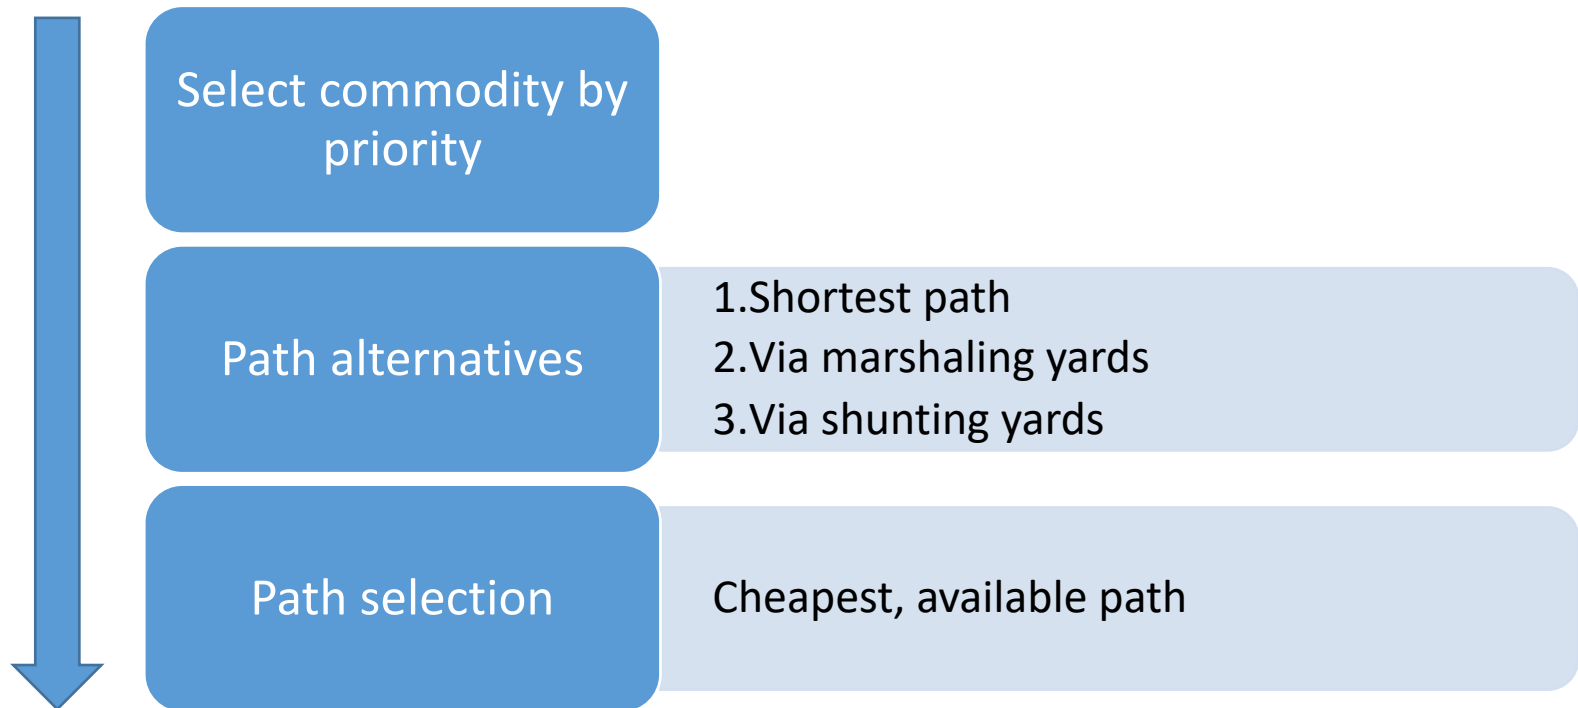 Select commodity by
priority
Path alternatives
1.Shortest path
2.Via marshaling yards
3.Via shunting yards
Path selection
Cheapest, available path